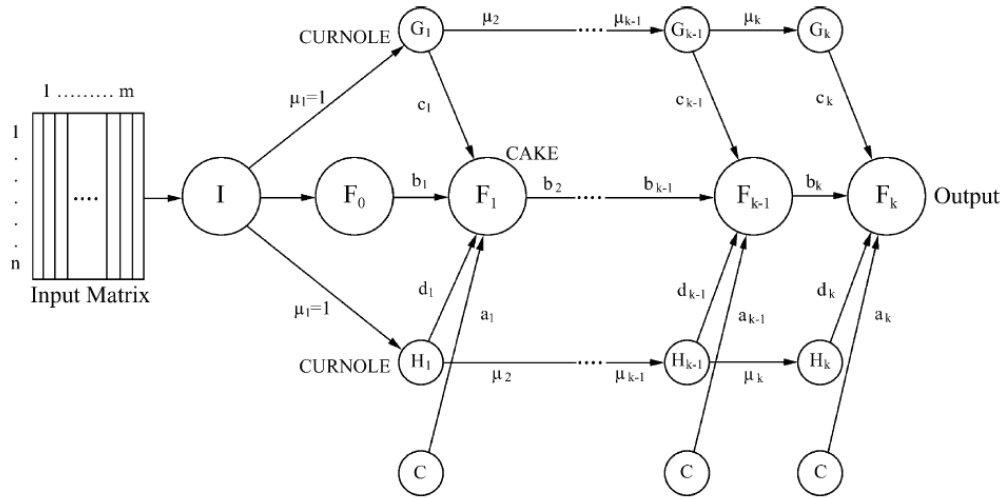 G₁
μ₂
μₖ₋₁
Gₖ₋₁
μₖ
Gₖ
CURNOLE
1 ......... m
μ₁=1
c₁
cₖ₋₁
cₖ
1
.
.
.
.
.
n
....
I
F₀
b₁
F₁
CAKE
b₂
....
bₖ₋₁
Fₖ₋₁
bₖ
Fₖ
Output
Input Matrix
μ₁=1
d₁
a₁
dₖ₋₁
aₖ₋₁
dₖ
aₖ
CURNOLE
H₁
μ₂
....
μₖ₋₁
Hₖ₋₁
μₖ
Hₖ
C
C
C